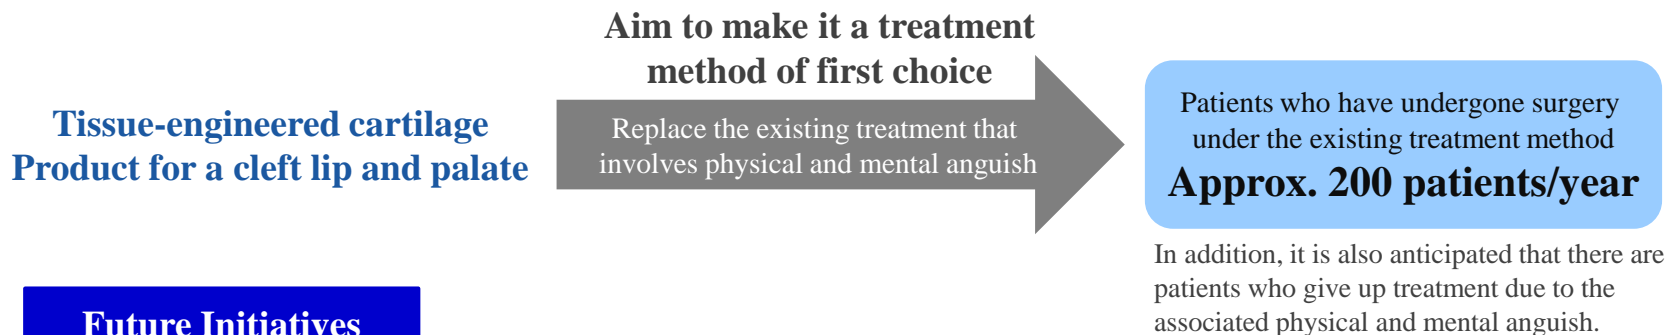 Aim to make it a treatment
method of first choice
Tissue-engineered cartilage
Product for a cleft lip and palate
Replace the existing treatment that
involves physical and mental anguish
Patients who have undergone surgery
under the existing treatment method
Approx. 200 patients/year
In addition, it is also anticipated that there are
patients who give up treatment due to the
associated physical and mental anguish.
Future Initiatives